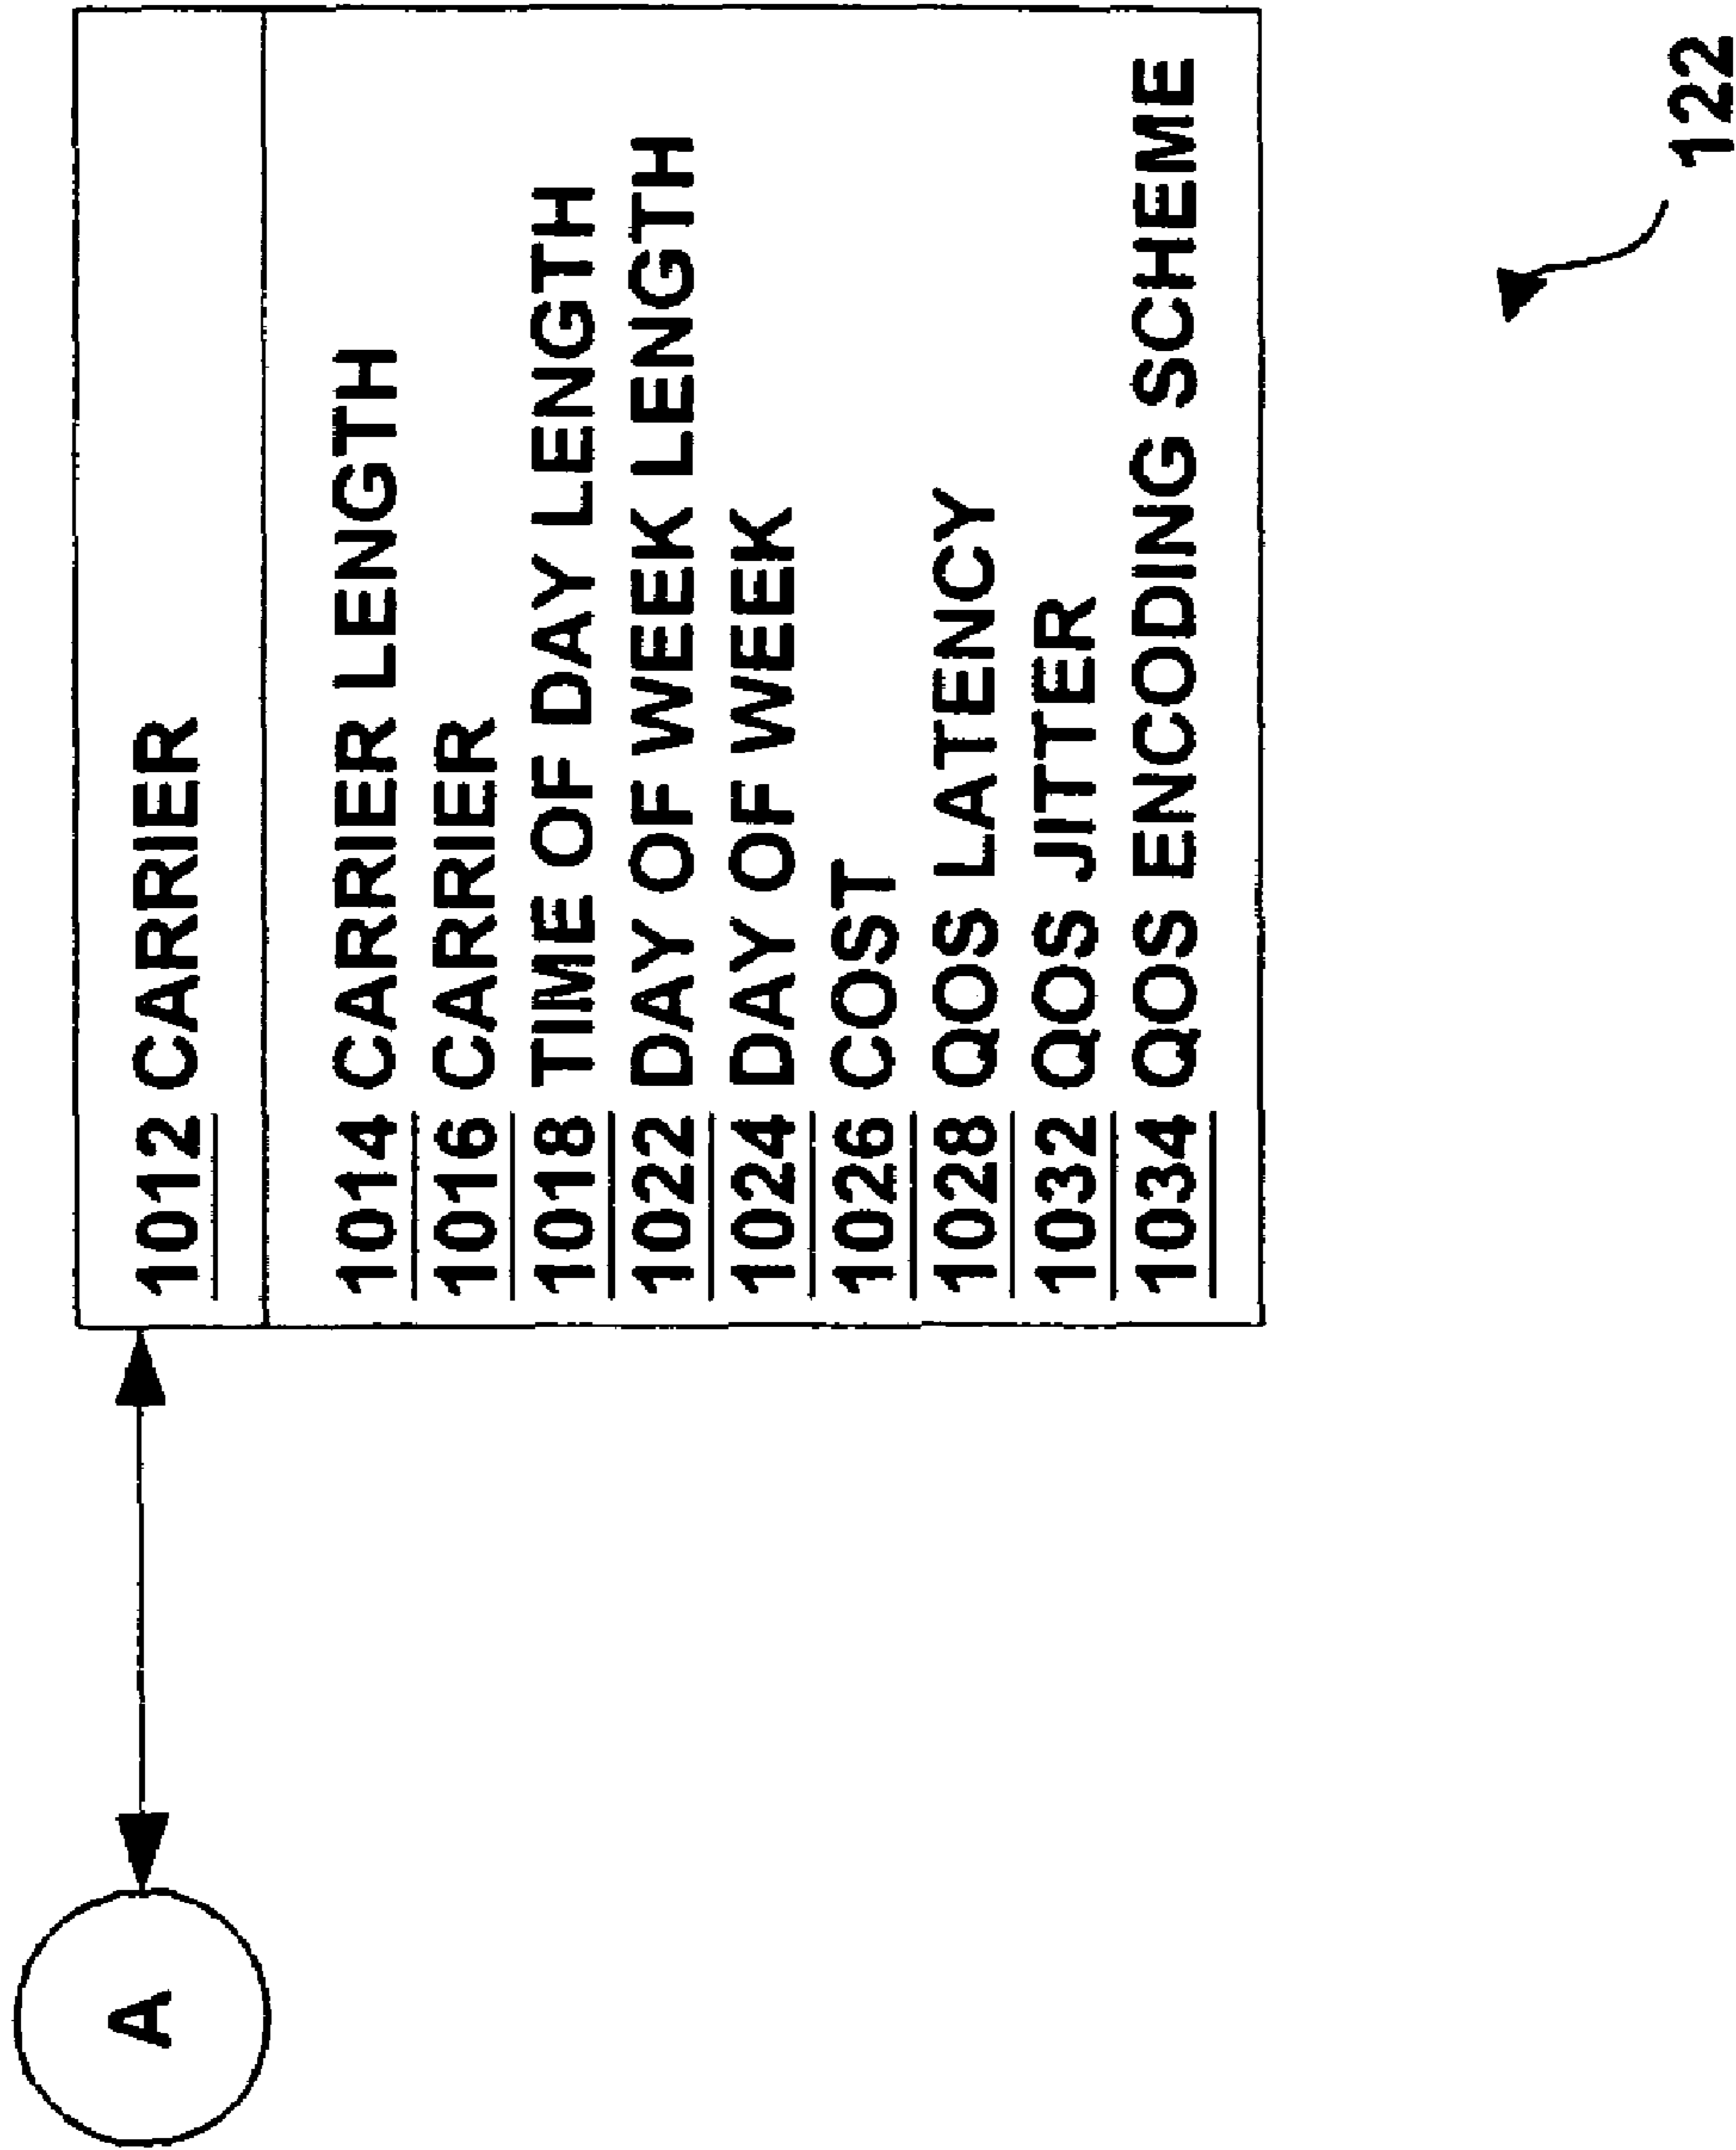 A
1012 CARRIER
1014 CARRIER LENGTH
1016 CARRIER
1018 TIME OF DAY LENGTH
1022 DAY OF WEEK LENGTH
1024 DAY OF WEEK
1026 COST
1028 QOS LATENCY
1032 QOS JITTER
1034 QOS ENCODING SCHEME
122